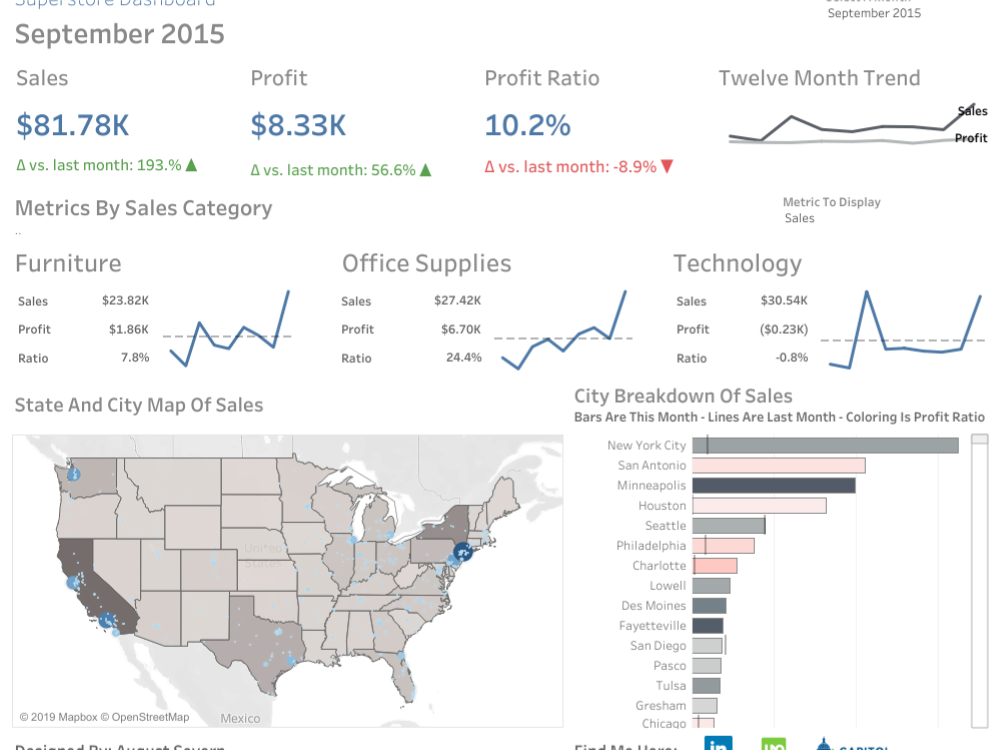 Superstore Dashboard
Select A Month
September 2015
September 2015
Sales
Profit
Profit Ratio
Twelve Month Trend
$81.78K
$8.33K
10.2%
Sales
Profit
Δ vs. last month: 193.% ▲
Δ vs. last month: 56.6% ▲
Δ vs. last month: -8.9% ▼
Metrics By Sales Category
..
Metric To Display
Sales
Furniture
Sales $23.82K
Profit $1.86K
Ratio 7.8%
Office Supplies
Sales $27.42K
Profit $6.70K
Ratio 24.4%
Technology
Sales $30.54K
Profit ($0.23K)
Ratio -0.8%
State And City Map Of Sales
United States
Mexico
© 2019 Mapbox © OpenStreetMap
City Breakdown Of Sales
Bars Are This Month - Lines Are Last Month - Coloring Is Profit Ratio
New York City
San Antonio
Minneapolis
Houston
Seattle
Philadelphia
Charlotte
Lowell
Des Moines
Fayetteville
San Diego
Pasco
Tulsa
Gresham
Chicago
Designed By: August Severn
Find Me Here:
in
up
CAPITOL